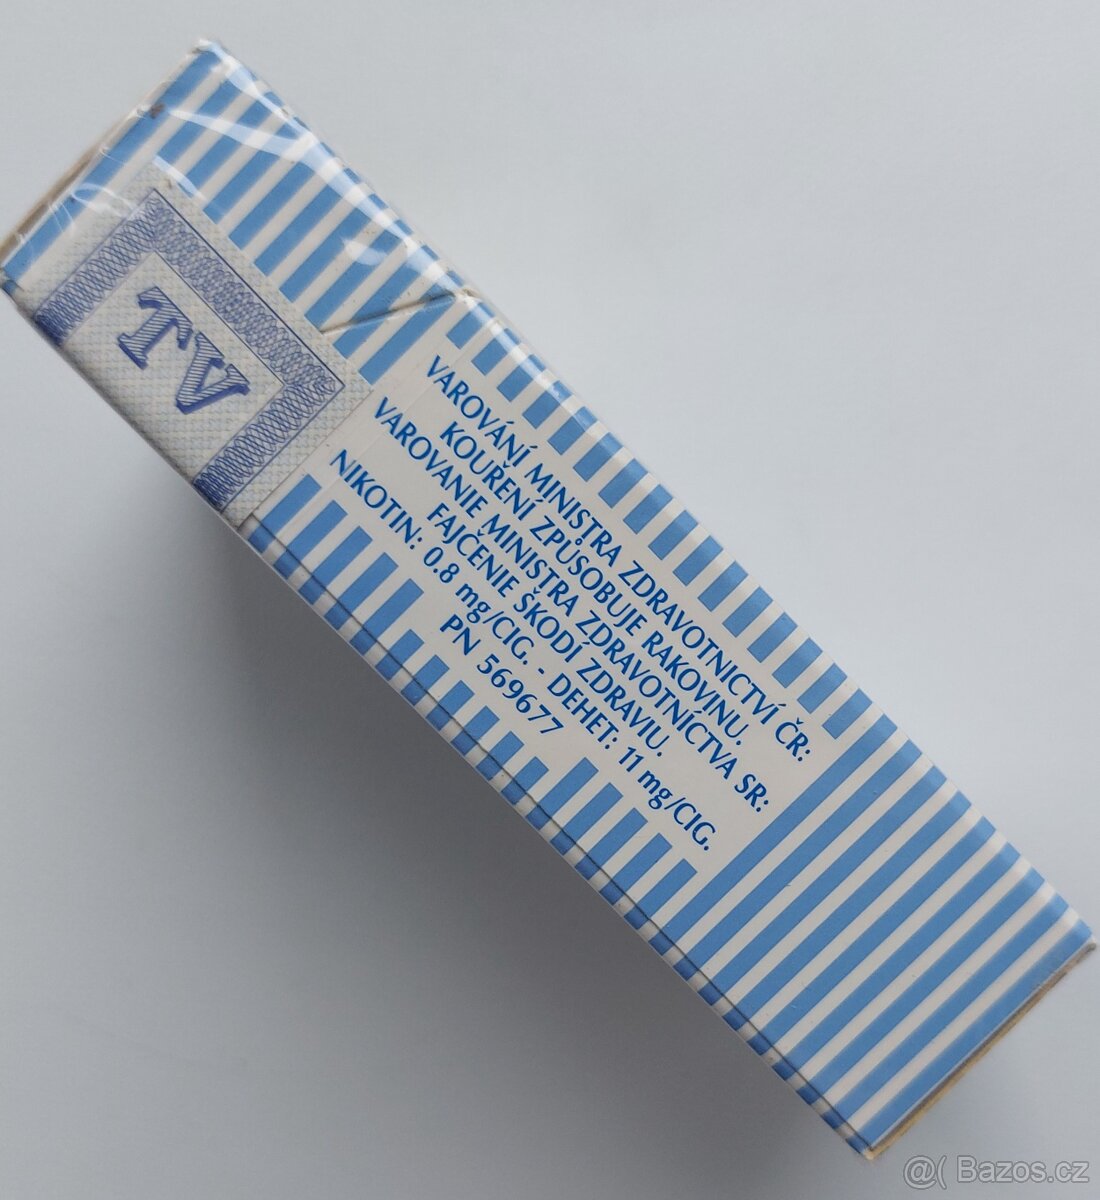 TV
VAROVÁNÍ MINISTRA ZDRAVOTNICTVÍ ČR:
KOUŘENÍ ZPŮSOBUJE RAKOVINU.
VAROVANIE MINISTRA ZDRAVOTNÍCTVA SR:
FAJČENIE ŠKODÍ ZDRAVIU.
NIKOTIN: 0.8 mg/CIG. - DEHET: 11 mg/CIG.
PN 569677
@( Bazos.cz